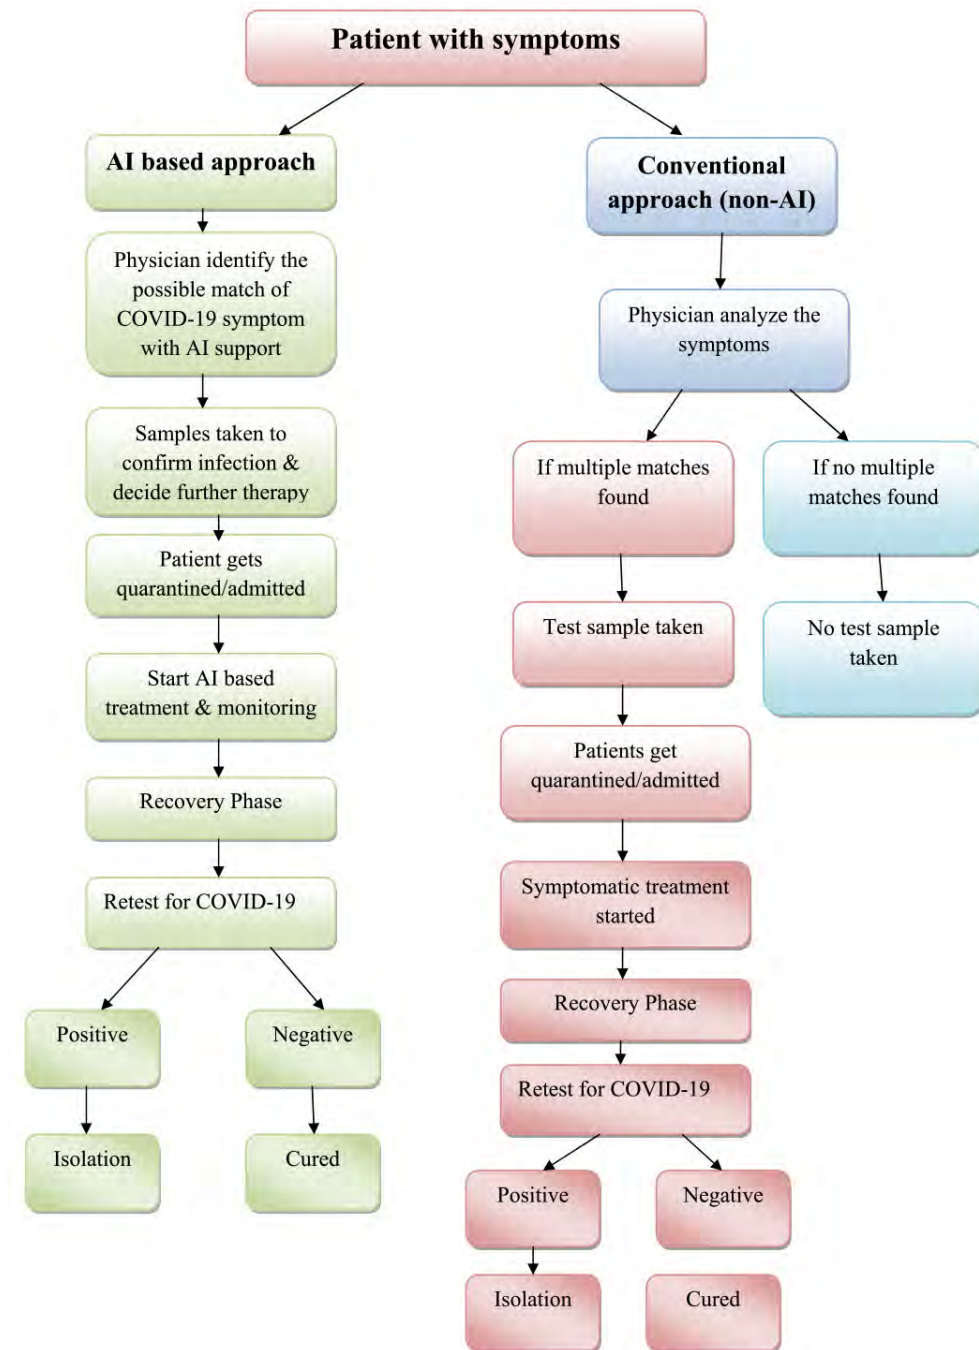 Patient with symptoms
AI based approach
Physician identify the
possible match of
COVID-19 symptom
with AI support
Samples taken to
confirm infection &
decide further therapy
Patient gets
quarantined/admitted
Start AI based
treatment & monitoring
Recovery Phase
Retest for COVID-19
Positive
Negative
Isolation
Cured
Conventional
approach (non-AI)
Physician analyze the
symptoms
If multiple matches
found
If no multiple
matches found
Test sample taken
No test sample
taken
Patients get
quarantined/admitted
Symptomatic treatment
started
Recovery Phase
Retest for COVID-19
Positive
Negative
Isolation
Cured